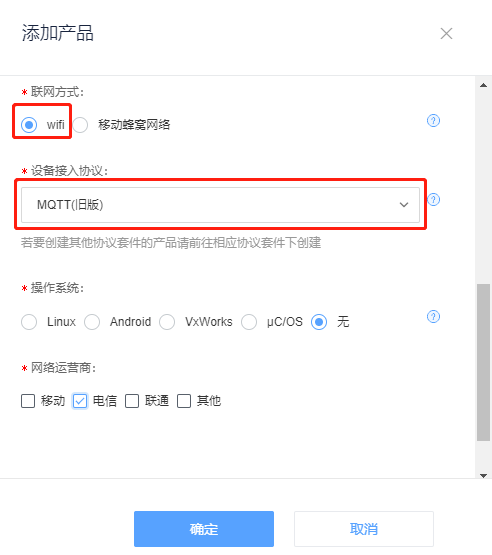 添加产品
* 联网方式:
wifi 移动蜂窝网络
* 设备接入协议:
MQTT(旧版)
若要创建其他协议套件的产品请前往相应协议套件下创建
* 操作系统:
Linux Android VxWorks μC/OS 无
* 网络运营商:
移动 电信 联通 其他
确定 取消